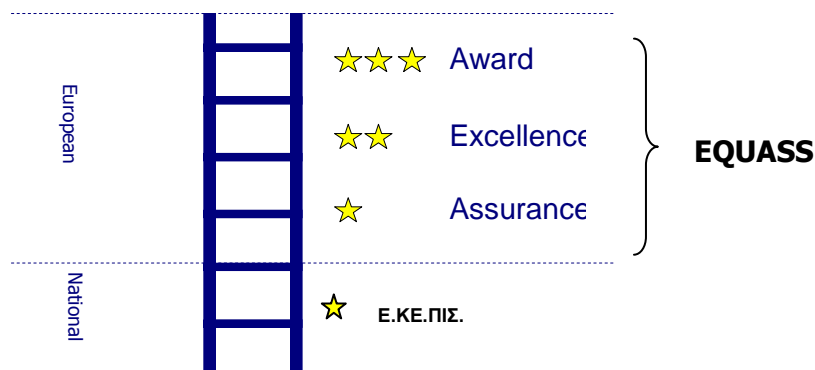 European
Award
Excellence
Assurance
EQUASS
National
Ε.ΚΕ.ΠΙΣ.